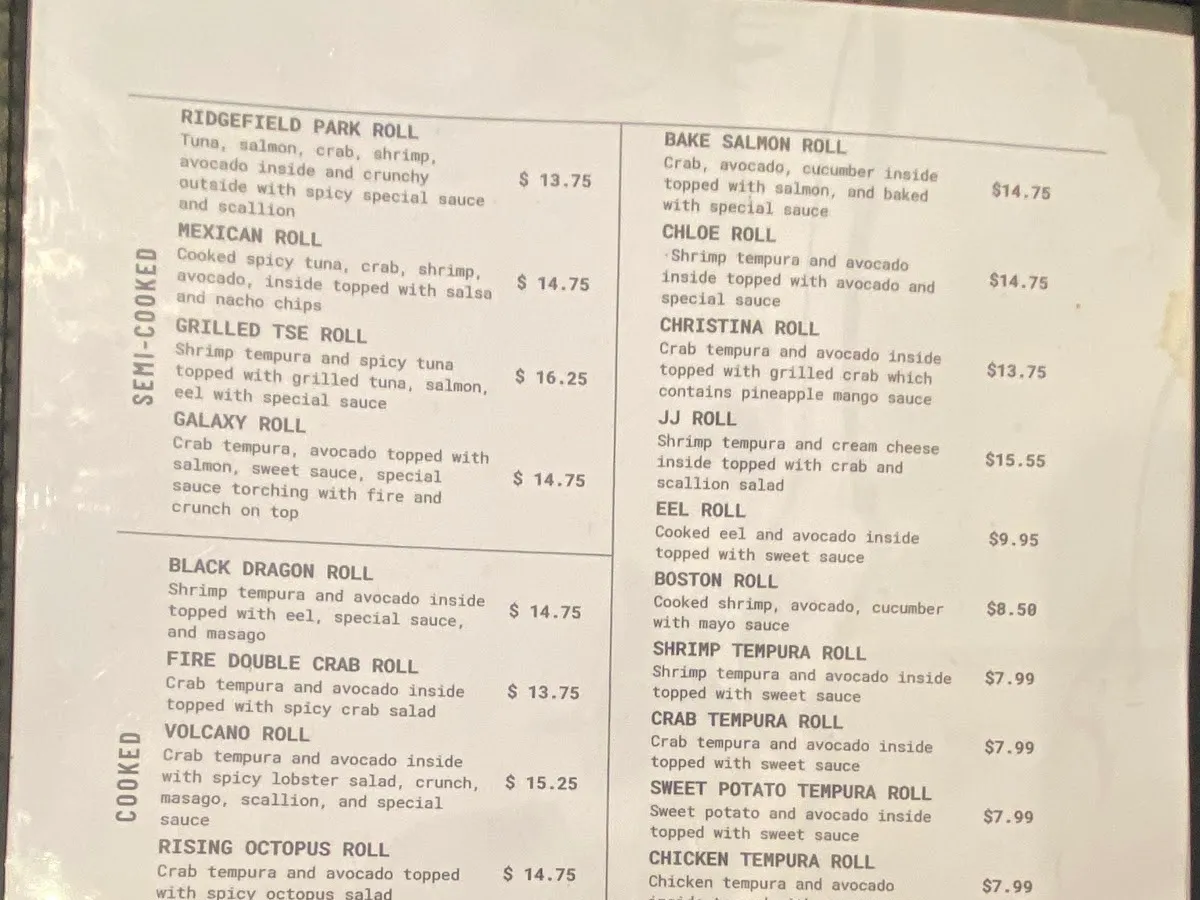 SEMI-COOKED
RIDGEFIELD PARK ROLL
Tuna, salmon, crab, shrimp,
avocado inside and crunchy
outside with spicy special sauce
and scallion
$ 13.75
MEXICAN ROLL
Cooked spicy tuna, crab, shrimp,
avocado, inside topped with salsa
and nacho chips
$ 14.75
GRILLED TSE ROLL
Shrimp tempura and spicy tuna
topped with grilled tuna, salmon,
eel with special sauce
$ 16.25
GALAXY ROLL
Crab tempura, avocado topped with
salmon, sweet sauce, special
sauce torching with fire and
crunch on top
$ 14.75
COOKED
BLACK DRAGON ROLL
Shrimp tempura and avocado inside
topped with eel, special sauce,
and masago
$ 14.75
FIRE DOUBLE CRAB ROLL
Crab tempura and avocado inside
topped with spicy crab salad
$ 13.75
VOLCANO ROLL
Crab tempura and avocado inside
with spicy lobster salad, crunch,
masago, scallion, and special
sauce
$ 15.25
RISING OCTOPUS ROLL
Crab tempura and avocado topped
with spicy octopus salad
$ 14.75
BAKE SALMON ROLL
Crab, avocado, cucumber inside
topped with salmon, and baked
with special sauce
$14.75
CHLOE ROLL
Shrimp tempura and avocado
inside topped with avocado and
special sauce
$14.75
CHRISTINA ROLL
Crab tempura and avocado inside
topped with grilled crab which
contains pineapple mango sauce
$13.75
JJ ROLL
Shrimp tempura and cream cheese
inside topped with crab and
scallion salad
$15.55
EEL ROLL
Cooked eel and avocado inside
topped with sweet sauce
$9.95
BOSTON ROLL
Cooked shrimp, avocado, cucumber
with mayo sauce
$8.50
SHRIMP TEMPURA ROLL
Shrimp tempura and avocado inside
topped with sweet sauce
$7.99
CRAB TEMPURA ROLL
Crab tempura and avocado inside
topped with sweet sauce
$7.99
SWEET POTATO TEMPURA ROLL
Sweet potato and avocado inside
topped with sweet sauce
$7.99
CHICKEN TEMPURA ROLL
Chicken tempura and avocado
$7.99